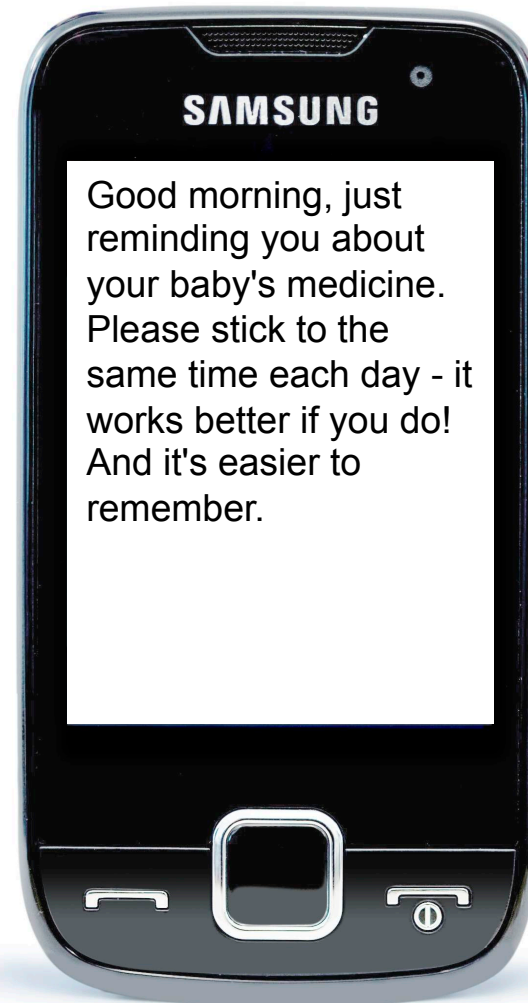 SAMSUNG
Good morning, just
reminding you about
your baby's medicine.
Please stick to the
same time each day - it
works better if you do!
And it's easier to
remember.